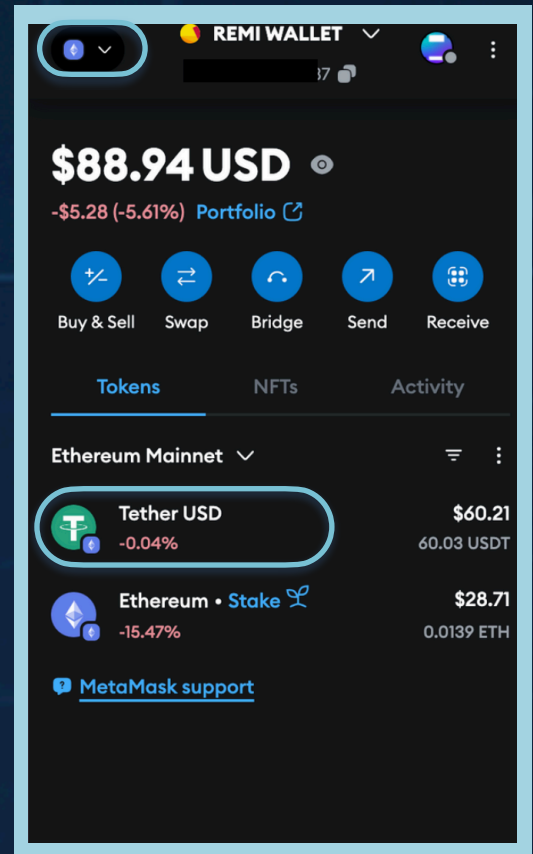 REMI WALLET
37
$88.94 USD
-$5.28 (-5.61%) Portfolio
Buy & Sell Swap Bridge Send Receive
Tokens NFTs Activity
Ethereum Mainnet
Tether USD $60.21
-0.04% 60.03 USDT
Ethereum • Stake $28.71
-15.47% 0.0139 ETH
MetaMask support